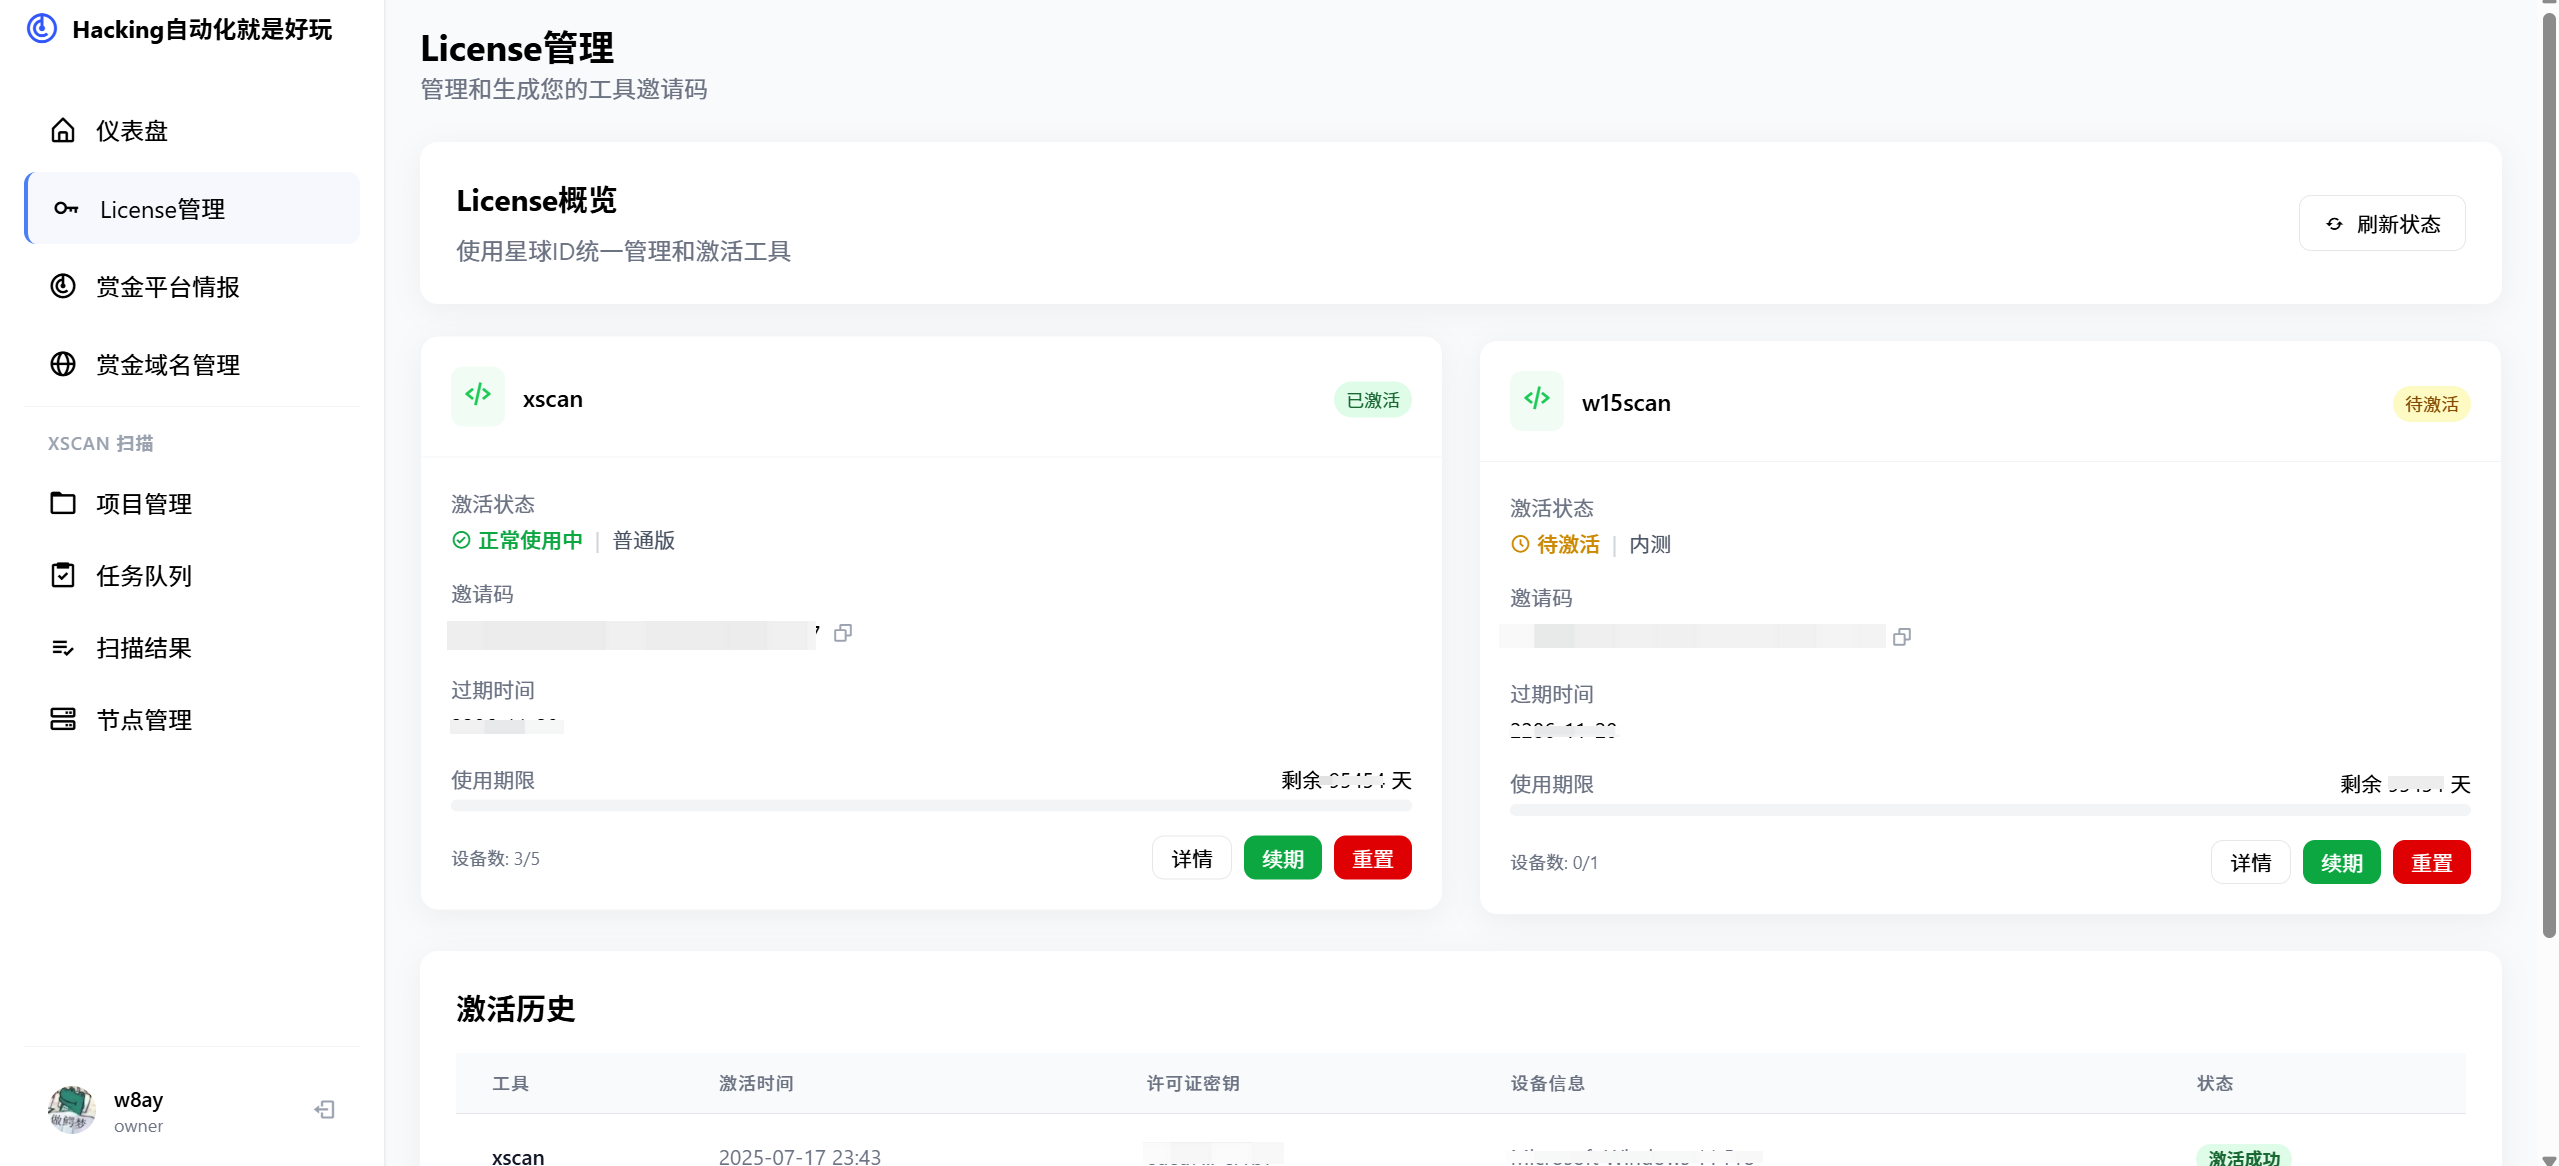 Hacking自动化就是好玩
仪表盘
License管理
赏金平台情报
赏金域名管理
XSCAN 扫描
项目管理
任务队列
扫描结果
节点管理
w8ay
owner
License管理
管理和生成您的工具邀请码
License概览
使用星球ID统一管理和激活工具
刷新状态
xscan
已激活
激活状态
正常使用中 | 普通版
邀请码
过期时间
使用期限
剩余 天
设备数: 3/5
详情
续期
重置
w15scan
待激活
激活状态
待激活 | 内测
邀请码
过期时间
使用期限
剩余 天
设备数: 0/1
详情
续期
重置
激活历史
工具 激活时间 许可证密钥 设备信息 状态
xscan 2025-07-17 23:43 激活成功